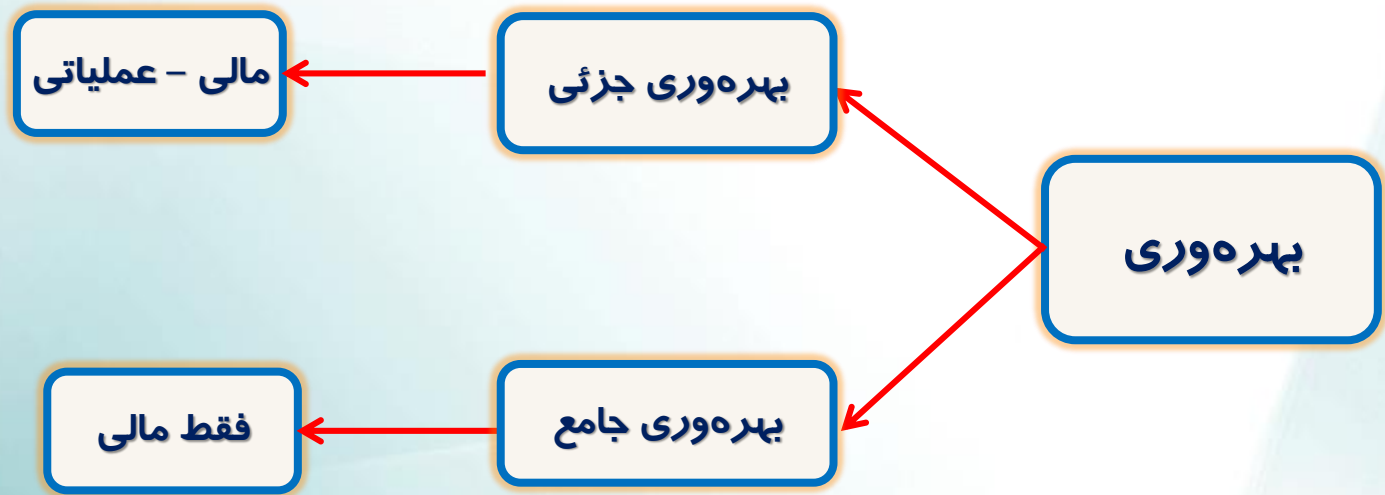 بهره‌وری
بهره‌وری جزئی
مالی – عملیاتی
بهره‌وری جامع
فقط مالی